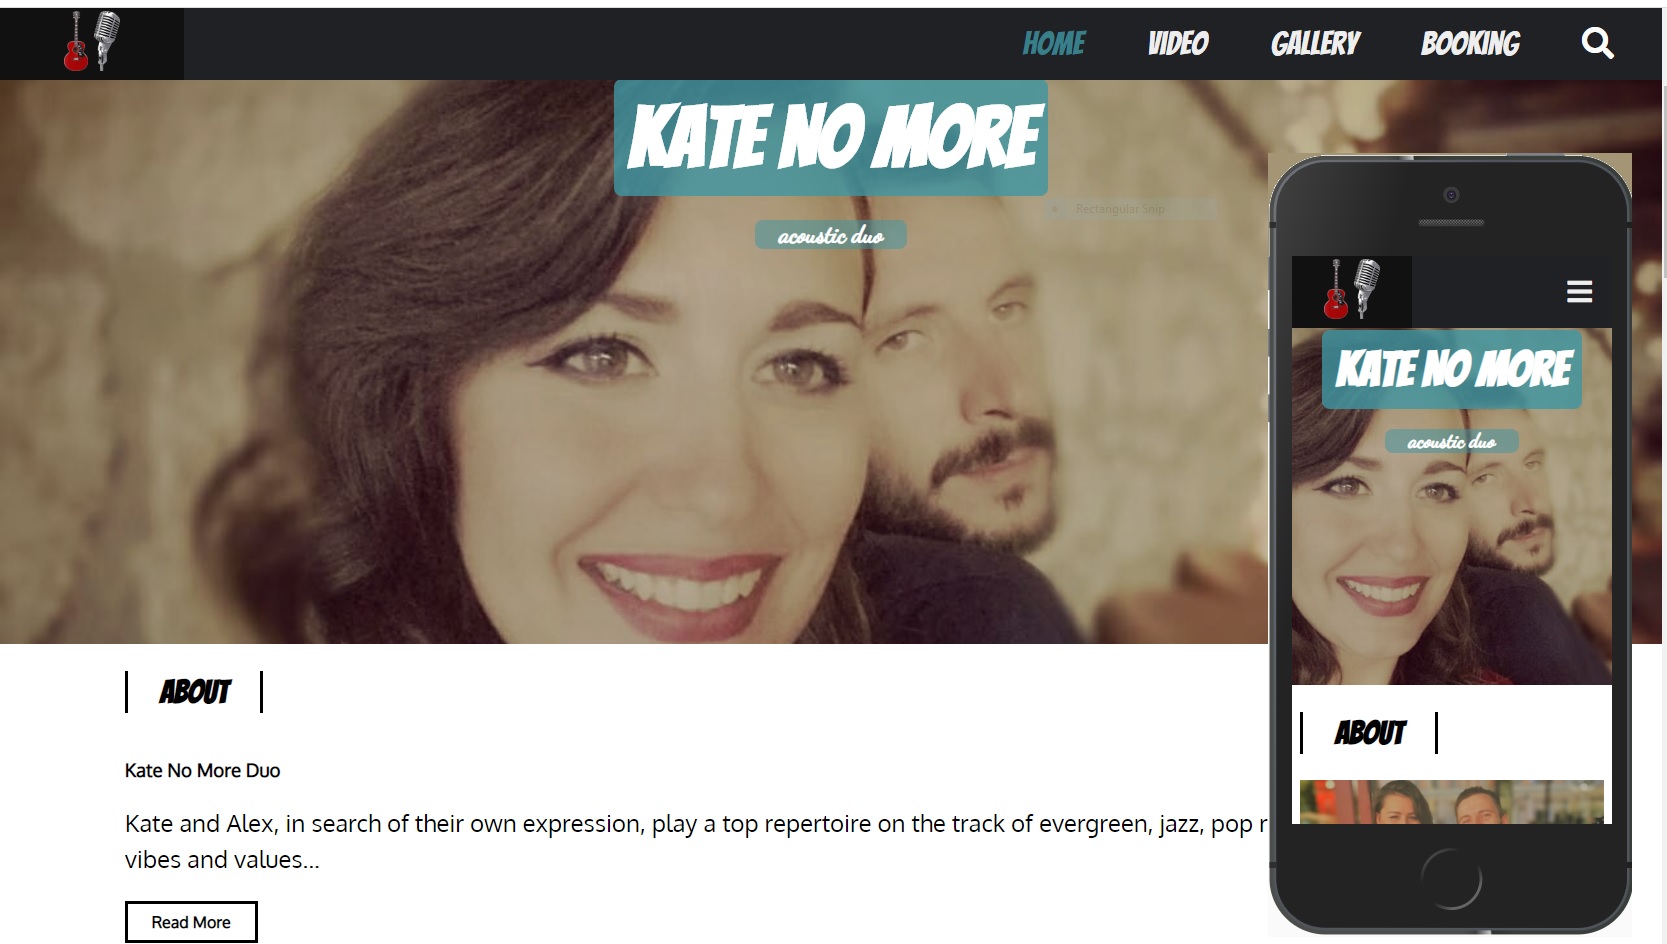 HOME VIDEO GALLERY BOOKING
KATE NO MORE
Rectangular Snip
acoustic duo
ABOUT
Kate No More Duo
Kate and Alex, in search of their own expression, play a top repertoire on the track of evergreen, jazz, pop r
vibes and values...
Read More
KATE NO MORE
acoustic duo
ABOUT